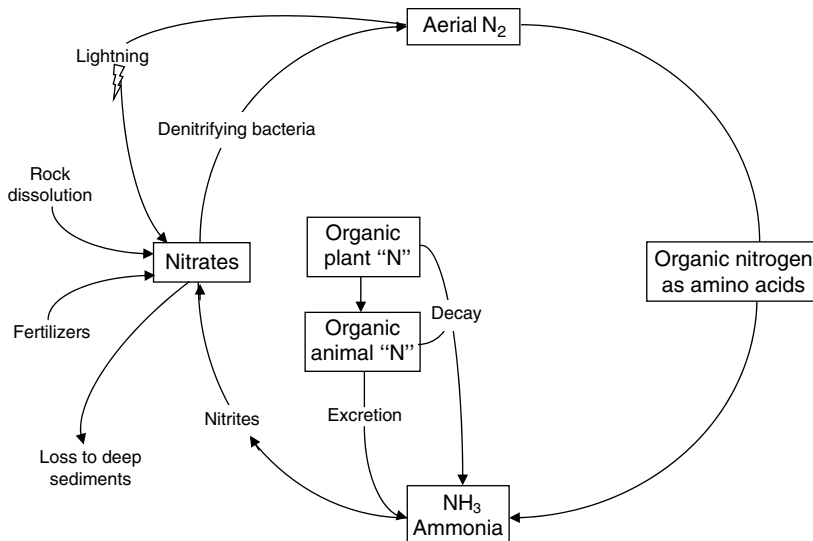 Aerial N₂
Lightning
Denitrifying bacteria
Rock
dissolution
Nitrates
Organic
plant “N”
Organic nitrogen
as amino acids
Fertilizers
Decay
Organic
animal “N”
Nitrites
Excretion
Loss to deep
sediments
NH₃
Ammonia